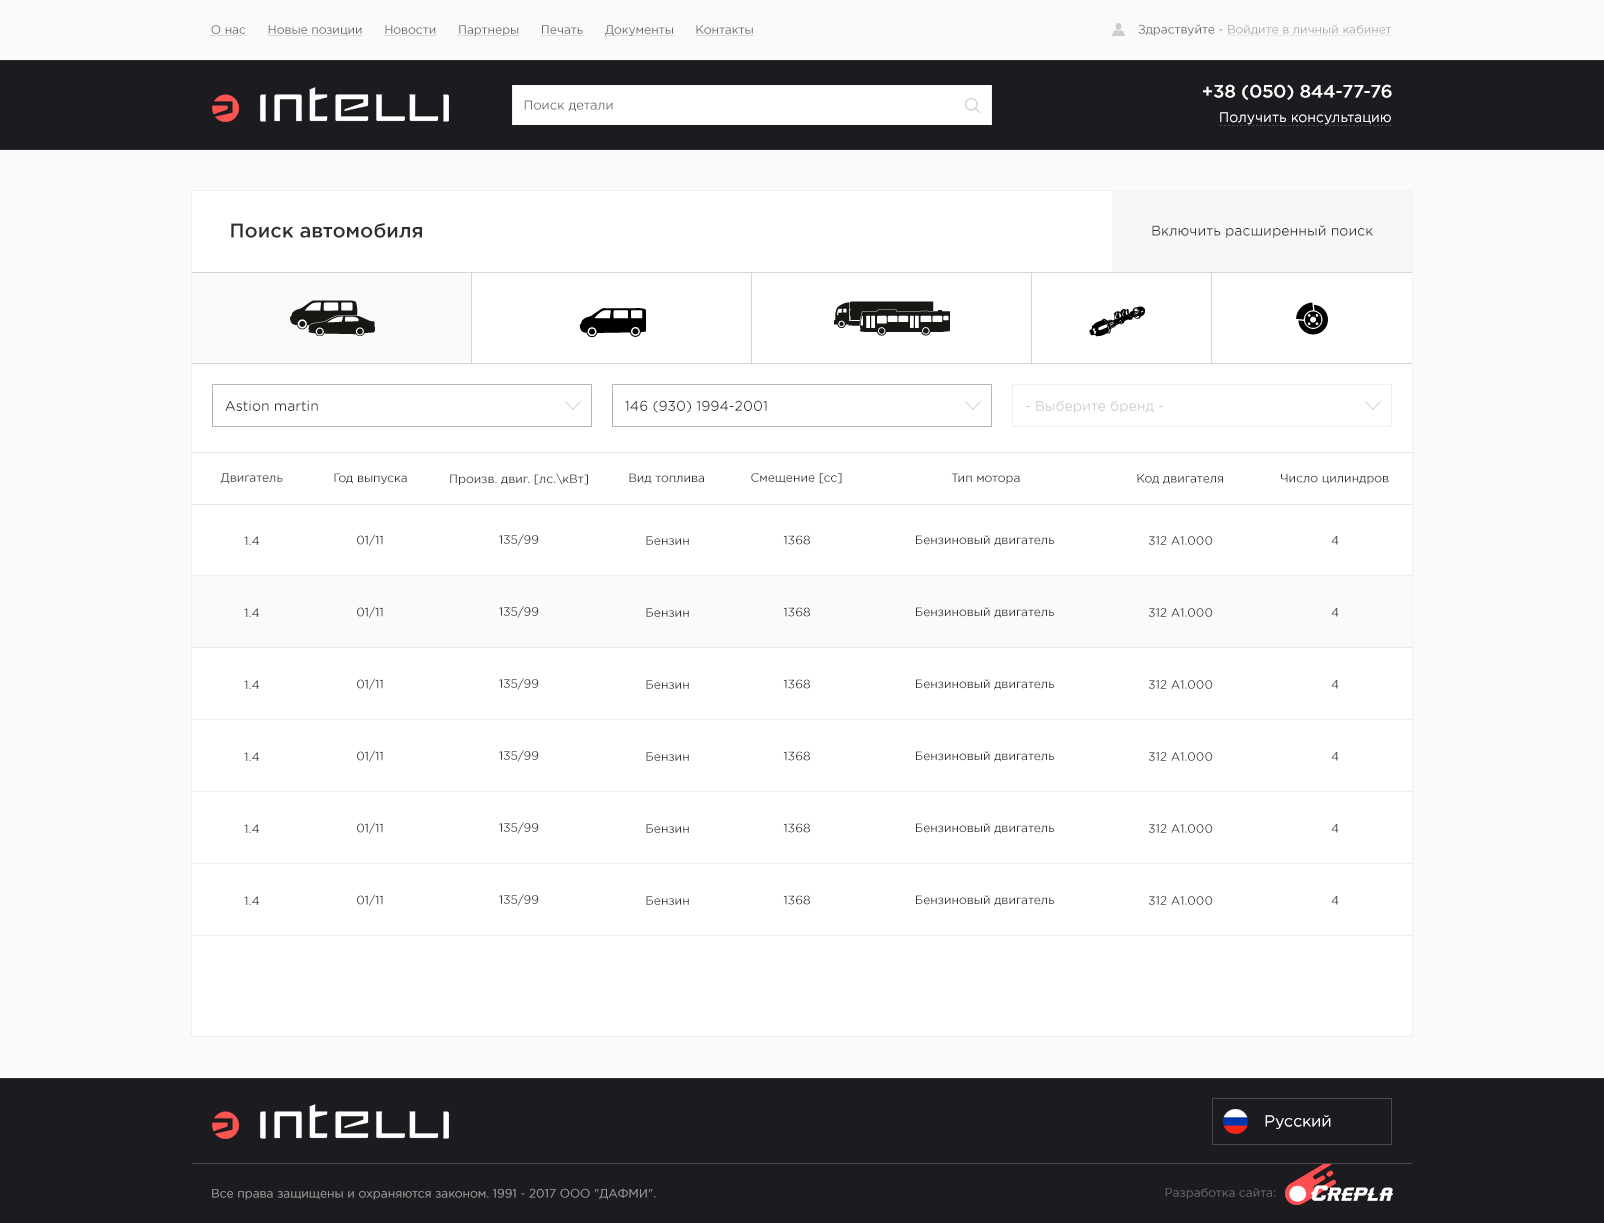 О нас Новые позиции Новости Партнеры Печать Документы Контакты Здраствуйте - Войдите в личный кабинет
INTELLI Поиск детали +38 (050) 844-77-76
Получить консультацию
Поиск автомобиля Включить расширенный поиск
Astion martin 146 (930) 1994-2001 - Выберите бренд -
Двигатель Год выпуска Произв. двиг. [лс.\кВт] Вид топлива Смещение [сс] Тип мотора Код двигателя Число цилиндров
1.4 01/11 135/99 Бензин 1368 Бензиновый двигатель 312 А1.000 4
1.4 01/11 135/99 Бензин 1368 Бензиновый двигатель 312 А1.000 4
1.4 01/11 135/99 Бензин 1368 Бензиновый двигатель 312 А1.000 4
1.4 01/11 135/99 Бензин 1368 Бензиновый двигатель 312 А1.000 4
1.4 01/11 135/99 Бензин 1368 Бензиновый двигатель 312 А1.000 4
1.4 01/11 135/99 Бензин 1368 Бензиновый двигатель 312 А1.000 4
INTELLI Русский
Все права защищены и охраняются законом. 1991 - 2017 ООО "ДАФМИ". Разработка сайта: CREPLA